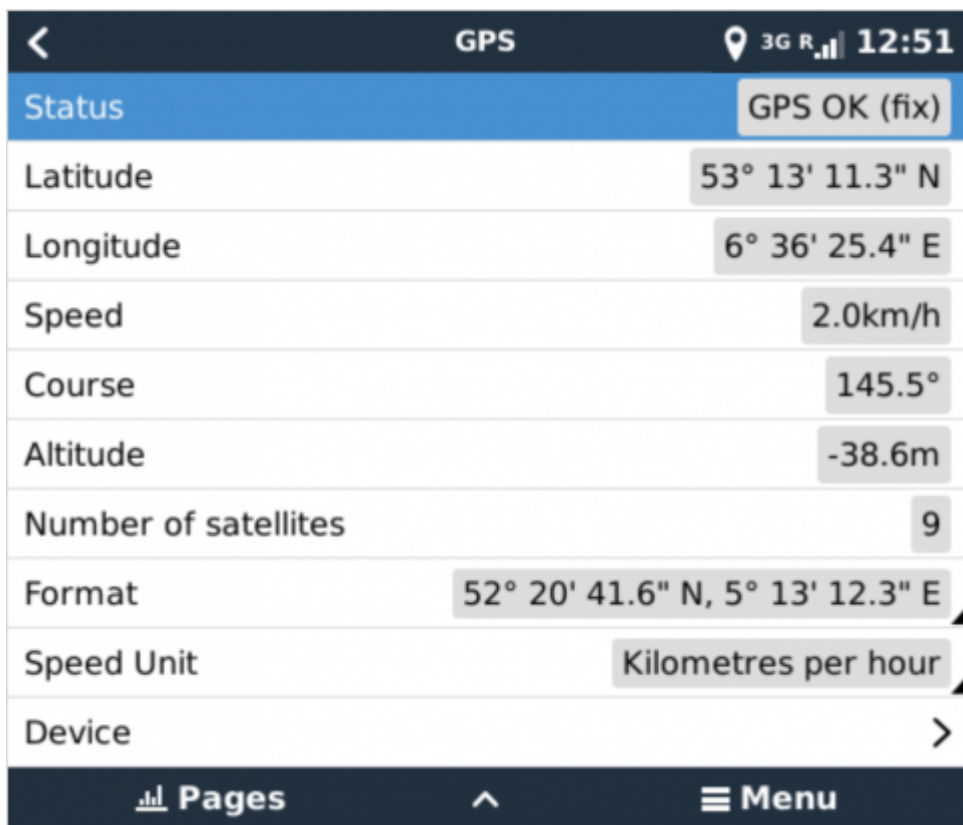 GPS 3G R 12:51
Status GPS OK (fix)
Latitude 53° 13' 11.3" N
Longitude 6° 36' 25.4" E
Speed 2.0km/h
Course 145.5°
Altitude -38.6m
Number of satellites 9
Format 52° 20' 41.6" N, 5° 13' 12.3" E
Speed Unit Kilometres per hour
Device
Pages Menu